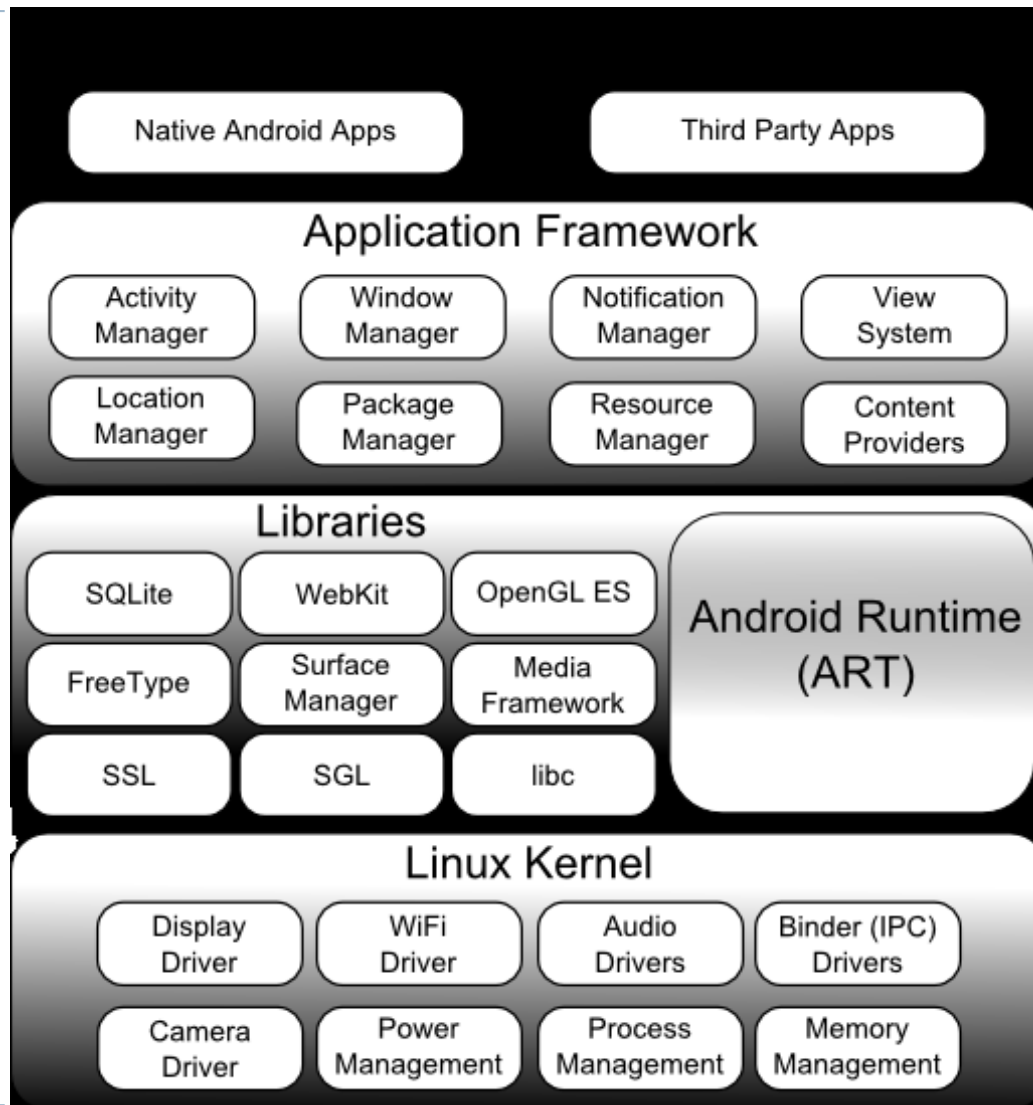 Native Android Apps
Third Party Apps
Application Framework
Activity
Manager
Window
Manager
Notification
Manager
View
System
Location
Manager
Package
Manager
Resource
Manager
Content
Providers
Libraries
SQLite
WebKit
OpenGL ES
FreeType
Surface
Manager
Media
Framework
SSL
SGL
libc
Android Runtime
(ART)
Linux Kernel
Display
Driver
WiFi
Driver
Audio
Drivers
Binder (IPC)
Drivers
Camera
Driver
Power
Management
Process
Management
Memory
Management